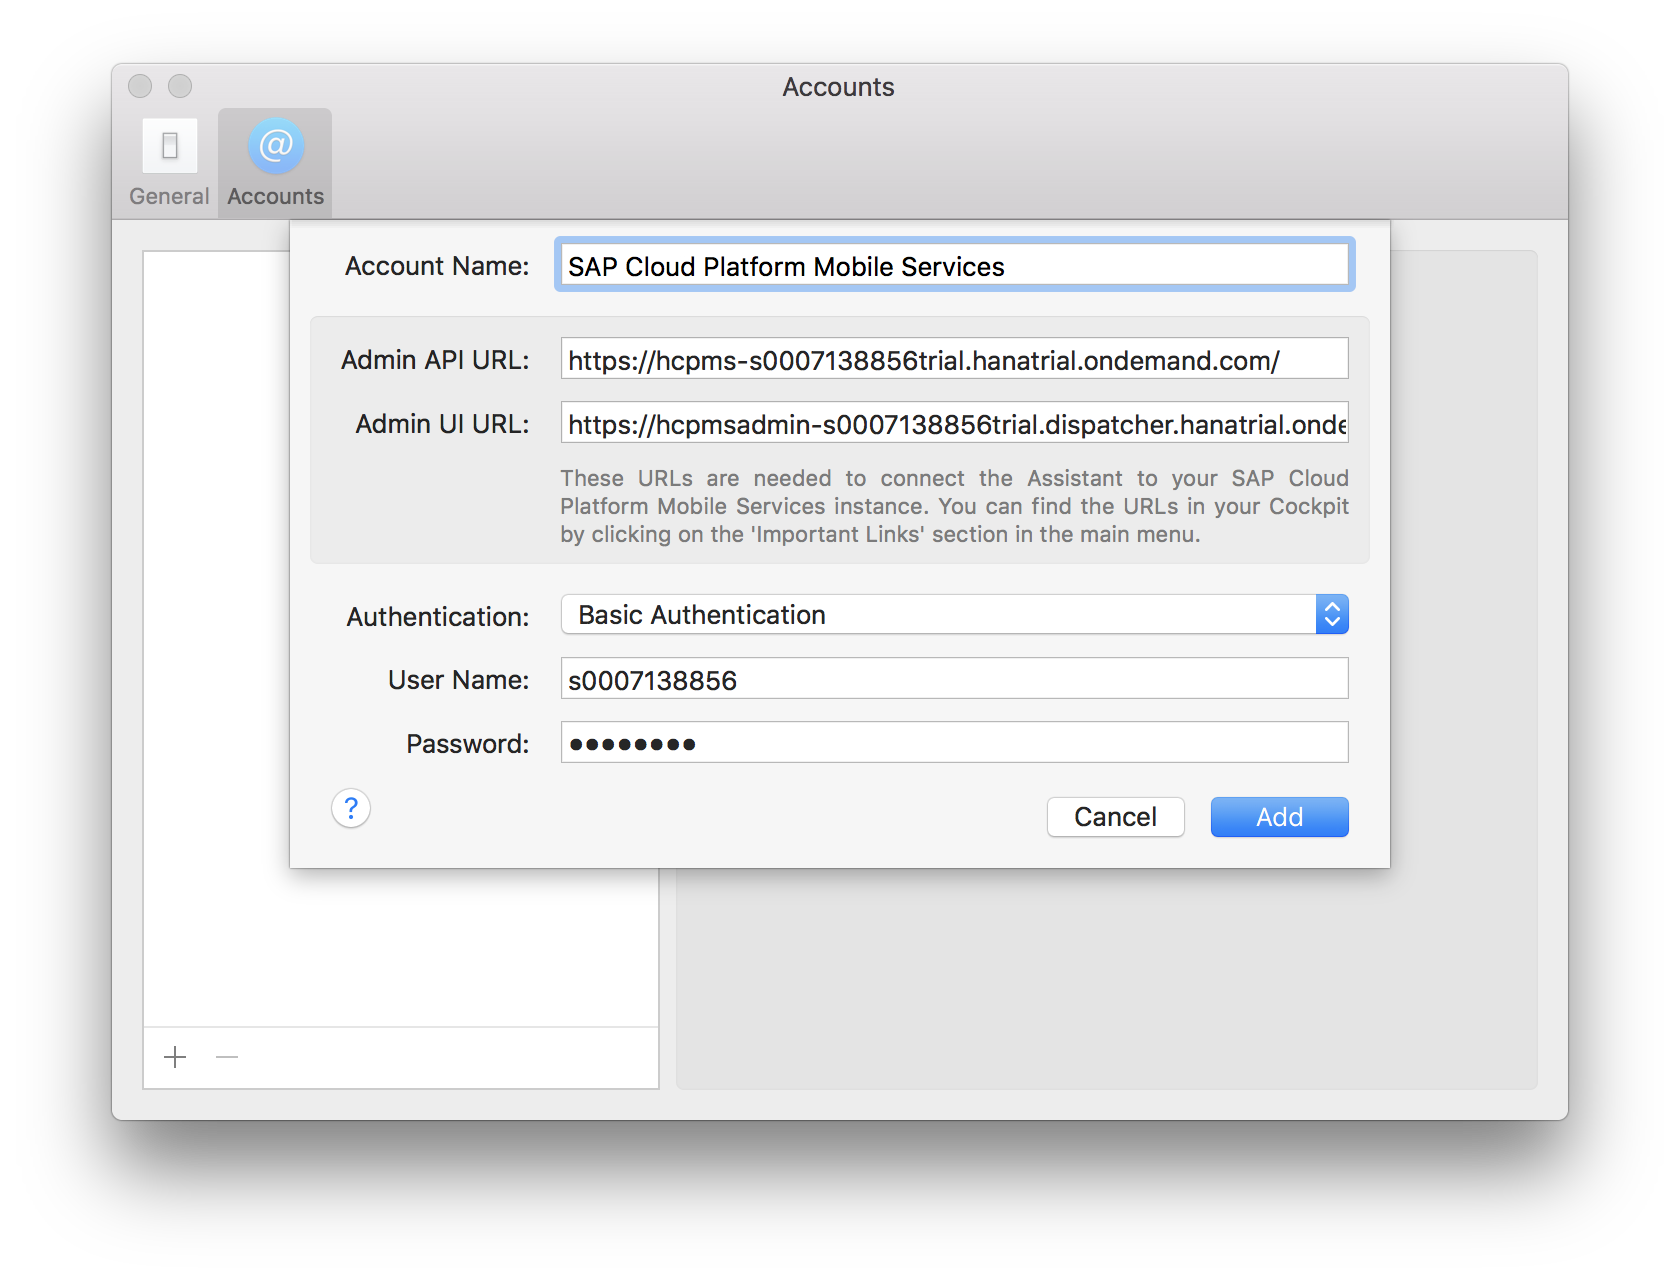 Accounts
General
@
Accounts
Account Name:
SAP Cloud Platform Mobile Services
Admin API URL:
https://hcpms-s0007138856trial.hanatrial.ondemand.com/
Admin UI URL:
https://hcpmsadmin-s0007138856trial.dispatcher.hanatrial.onde
These URLs are needed to connect the Assistant to your SAP Cloud
Platform Mobile Services instance. You can find the URLs in your Cockpit
by clicking on the 'Important Links' section in the main menu.
Authentication:
Basic Authentication
User Name:
s0007138856
Password:
••••••••
?
Cancel
Add